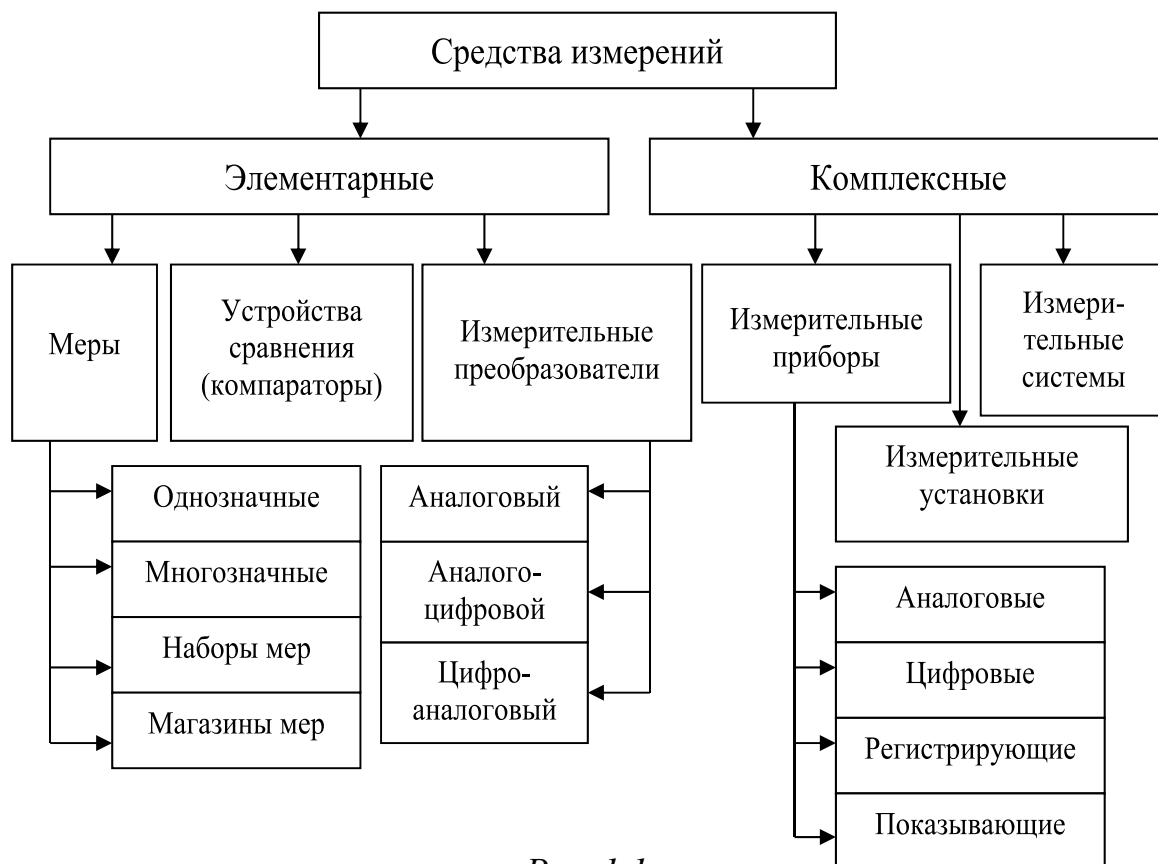 Средства измерений
Элементарные
Комплексные
Меры
Устройства
сравнения
(компараторы)
Измерительные
преобразователи
Измерительные
приборы
Измери-
тельные
системы
Измерительные
установки
Однозначные
Многозначные
Наборы мер
Магазины мер
Аналоговый
Аналого-
цифровой
Цифро-
аналоговый
Аналоговые
Цифровые
Регистрирующие
Показывающие